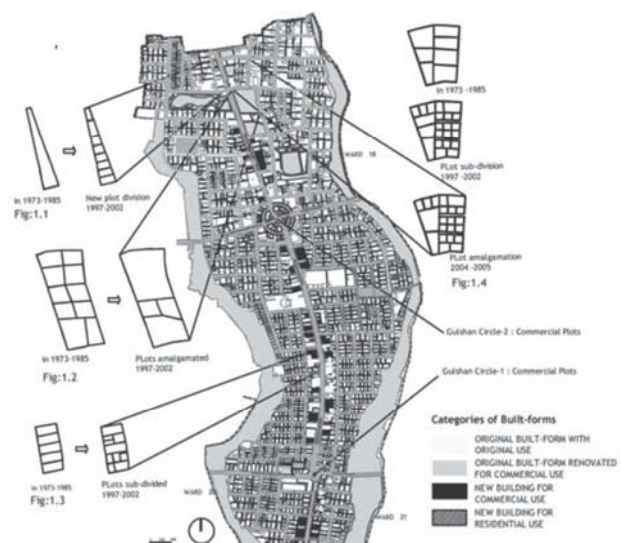 In 1973 -1985
PLot sub-division
1997 -2002
PLot amalgamation
2004 -2005
Fig:1.4
In 1973-1985
New plot division
1997-2002
Fig:1.1
In 1973-1985
PLots amalgamated
1997-2002
Fig:1.2
In 1973-1985
PLots sub-divided
1997-2002
Fig:1.3
WARD 18
WARD 21
Gulshan Circle-2 : Commercial Plots
Gulshan Circle-1 : Commercial Plots
Categories of Built-forms
ORIGINAL BUILT-FORM WITH
ORIGINAL USE
ORIGINAL BUILT-FORM RENOVATED
FOR COMMERCIAL USE
NEW BUILDING FOR
COMMERCIAL USE
NEW BUILDING FOR
RESIDENTIAL USE